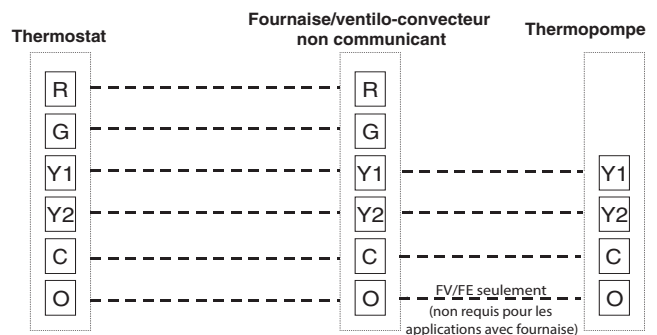 Thermostat
Fournaise/ventilo-convecteur
non communicant
Thermopompe
R R
G G
Y1 Y1 Y1
Y2 Y2 Y2
C C C
O O O
FV/FE seulement
(non requis pour les
applications avec fournaise)